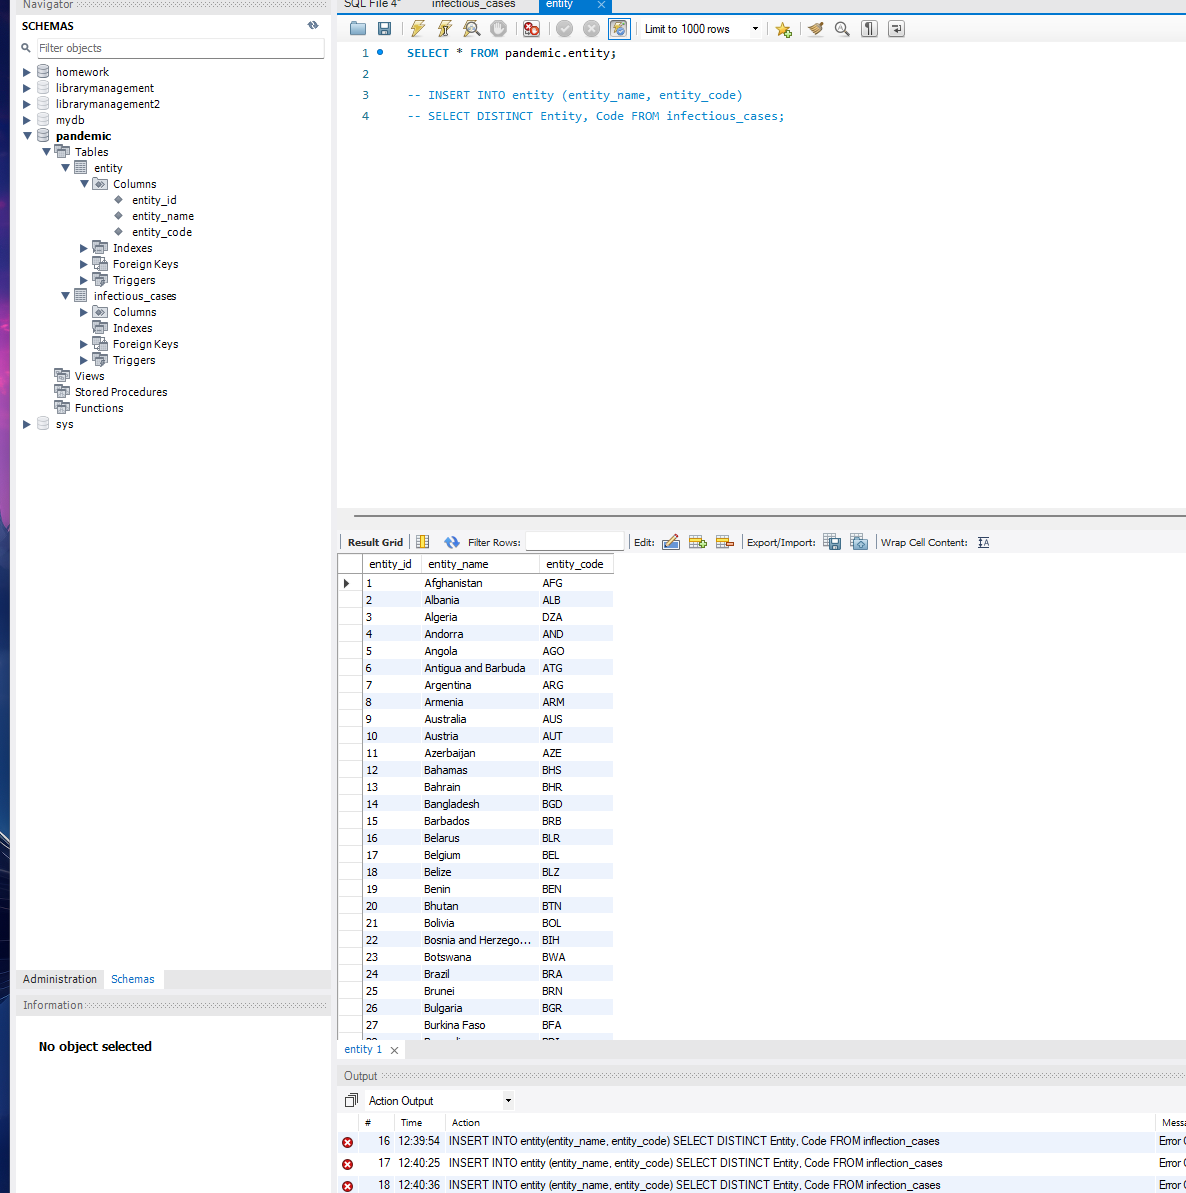 Navigator
SCHEMAS
Filter objects
homework
librarymanagement
librarymanagement2
mydb
pandemic
Tables
entity
Columns
entity_id
entity_name
entity_code
Indexes
Foreign Keys
Triggers
infectious_cases
Columns
Indexes
Foreign Keys
Triggers
Views
Stored Procedures
Functions
sys
Administration Schemas
Information
No object selected
SQL File 4* infectious_cases entity
Limit to 1000 rows
1 SELECT * FROM pandemic.entity;
2
3 -- INSERT INTO entity (entity_name, entity_code)
4 -- SELECT DISTINCT Entity, Code FROM infectious_cases;
Result Grid Filter Rows: Edit: Export/Import: Wrap Cell Content:
entity_id entity_name entity_code
1 Afghanistan AFG
2 Albania ALB
3 Algeria DZA
4 Andorra AND
5 Angola AGO
6 Antigua and Barbuda ATG
7 Argentina ARG
8 Armenia ARM
9 Australia AUS
10 Austria AUT
11 Azerbaijan AZE
12 Bahamas BHS
13 Bahrain BHR
14 Bangladesh BGD
15 Barbados BRB
16 Belarus BLR
17 Belgium BEL
18 Belize BLZ
19 Benin BEN
20 Bhutan BTN
21 Bolivia BOL
22 Bosnia and Herzego... BIH
23 Botswana BWA
24 Brazil BRA
25 Brunei BRN
26 Bulgaria BGR
27 Burkina Faso BFA
entity 1
Output
Action Output
# Time Action Messa
16 12:39:54 INSERT INTO entity(entity_name, entity_code) SELECT DISTINCT Entity, Code FROM inflection_cases Error
17 12:40:25 INSERT INTO entity (entity_name, entity_code) SELECT DISTINCT Entity, Code FROM inflection_cases Error
18 12:40:36 INSERT INTO entity (entity_name, entity_code) SELECT DISTINCT Entity, Code FROM infection_cases Error